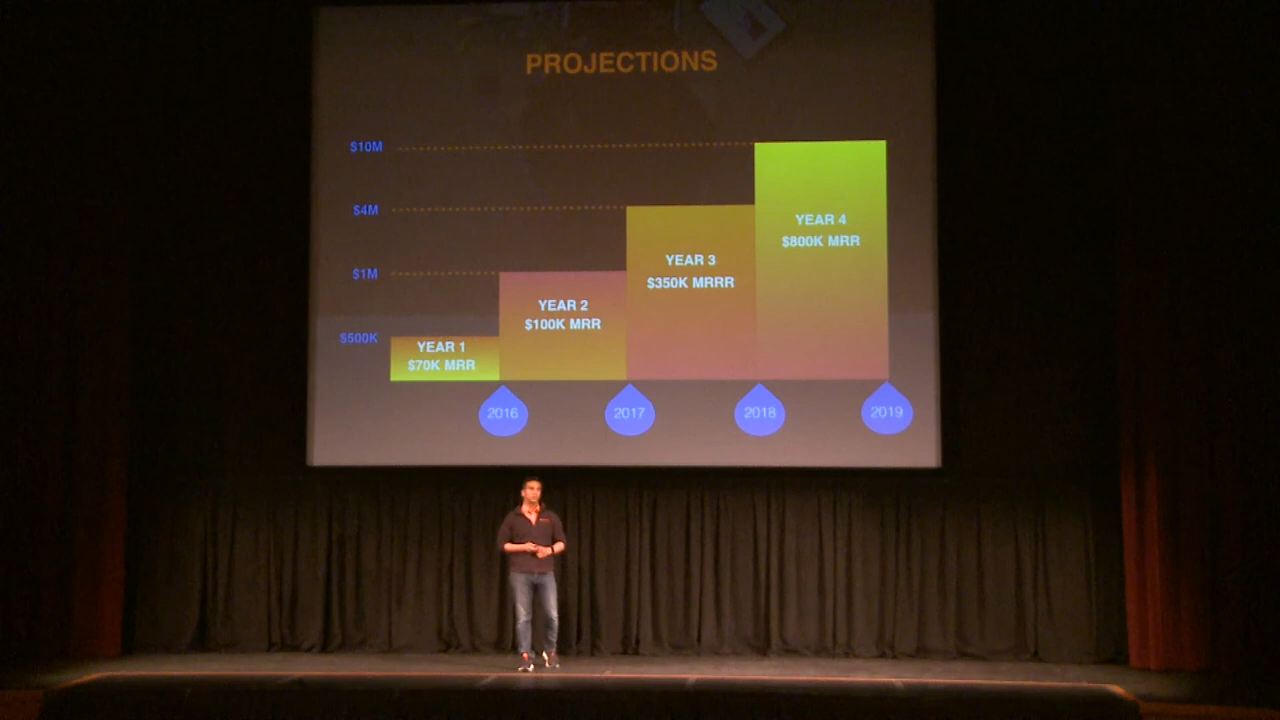 PROJECTIONS
$10M
$4M
$1M
$500K
YEAR 1
$70K MRR
YEAR 2
$100K MRR
YEAR 3
$350K MRRR
YEAR 4
$800K MRR
2016
2017
2018
2019